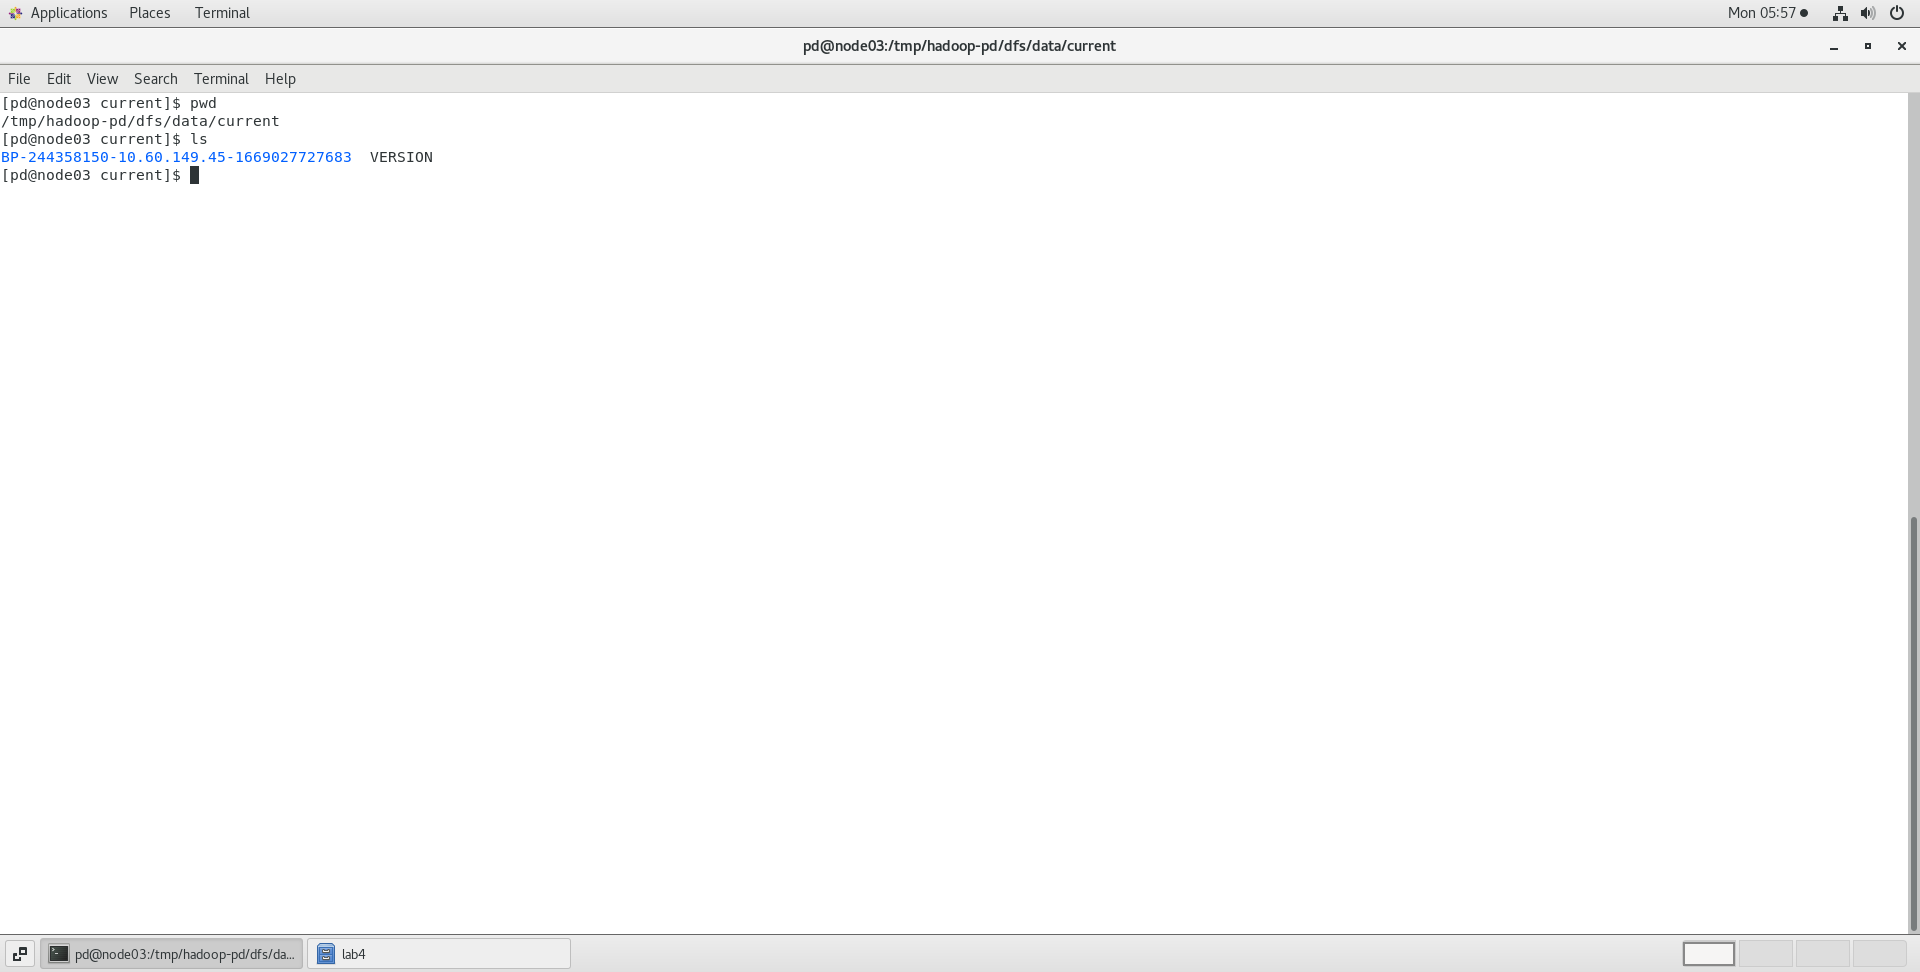 Applications Places Terminal Mon 05:57
pd@node03:/tmp/hadoop-pd/dfs/data/current
File Edit View Search Terminal Help
[pd@node03 current]$ pwd
/tmp/hadoop-pd/dfs/data/current
[pd@node03 current]$ ls
BP-244358150-10.60.149.45-1669027727683  VERSION
[pd@node03 current]$
pd@node03:/tmp/hadoop-pd/dfs/da... lab4